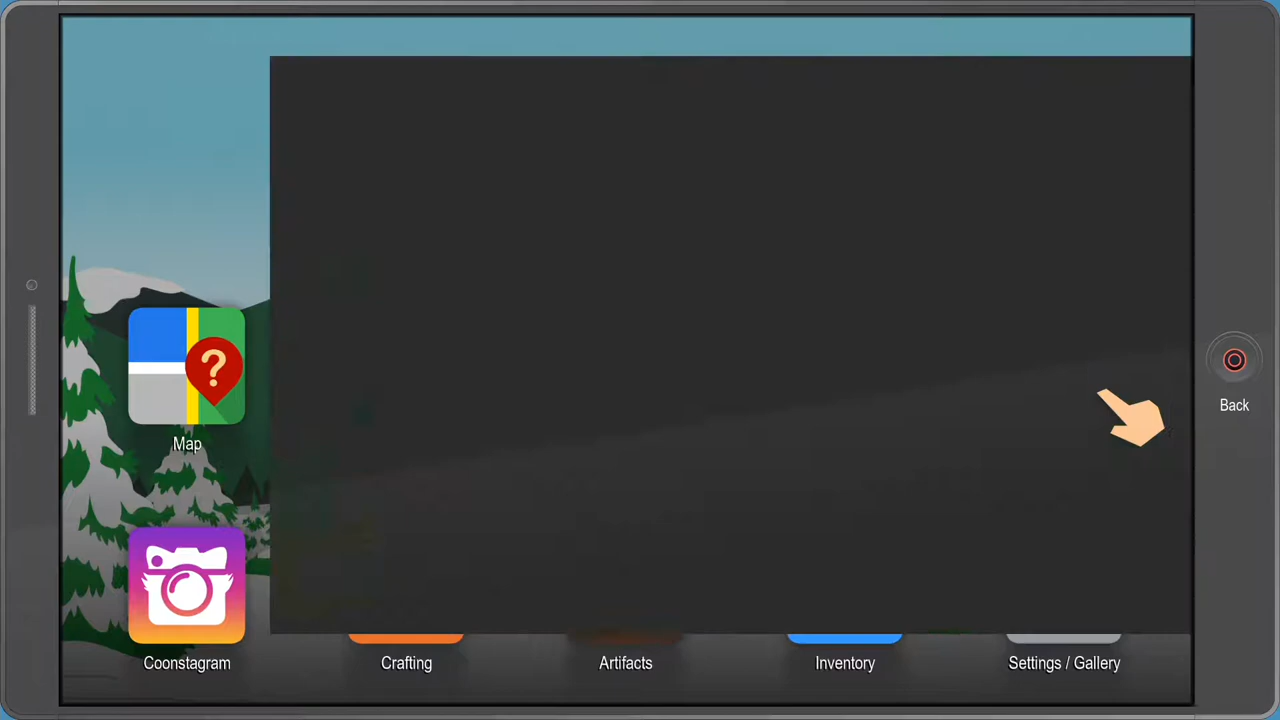 ?
Map
Back
Coonstagram
Crafting
Artifacts
Inventory
Settings / Gallery